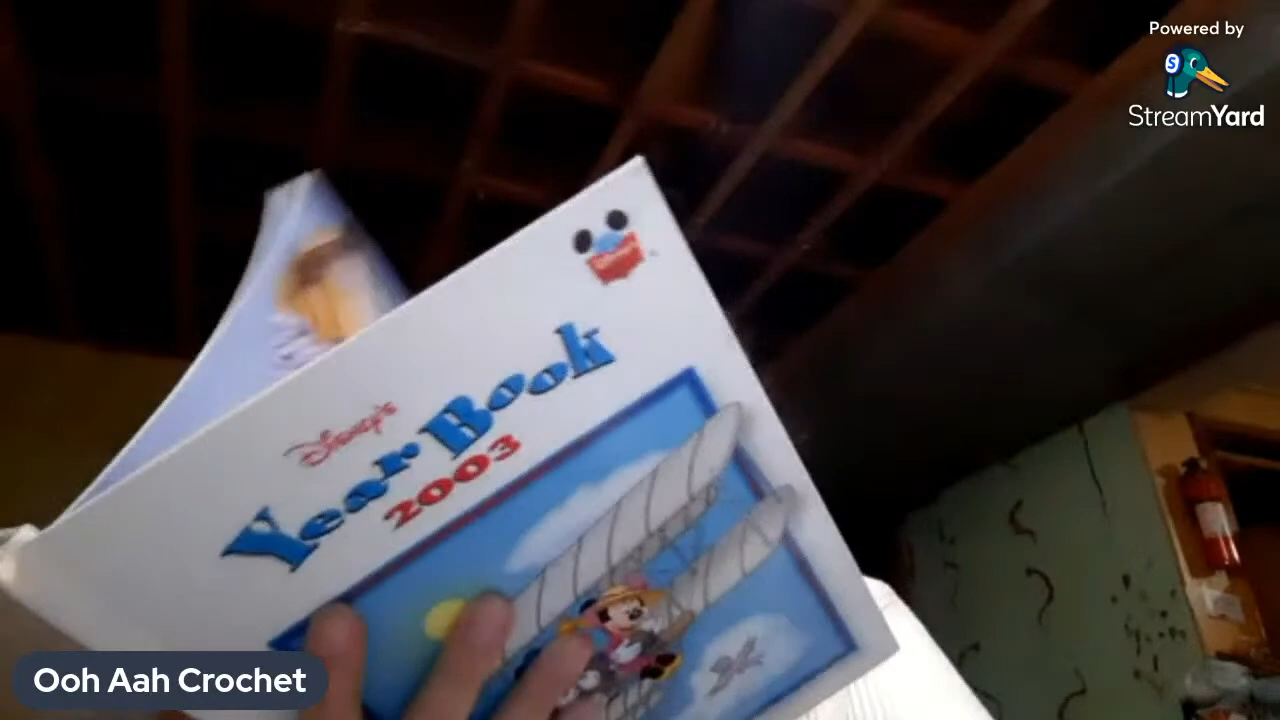 Powered by
StreamYard
Disney's
Year Book
2003
Ooh Aah Crochet